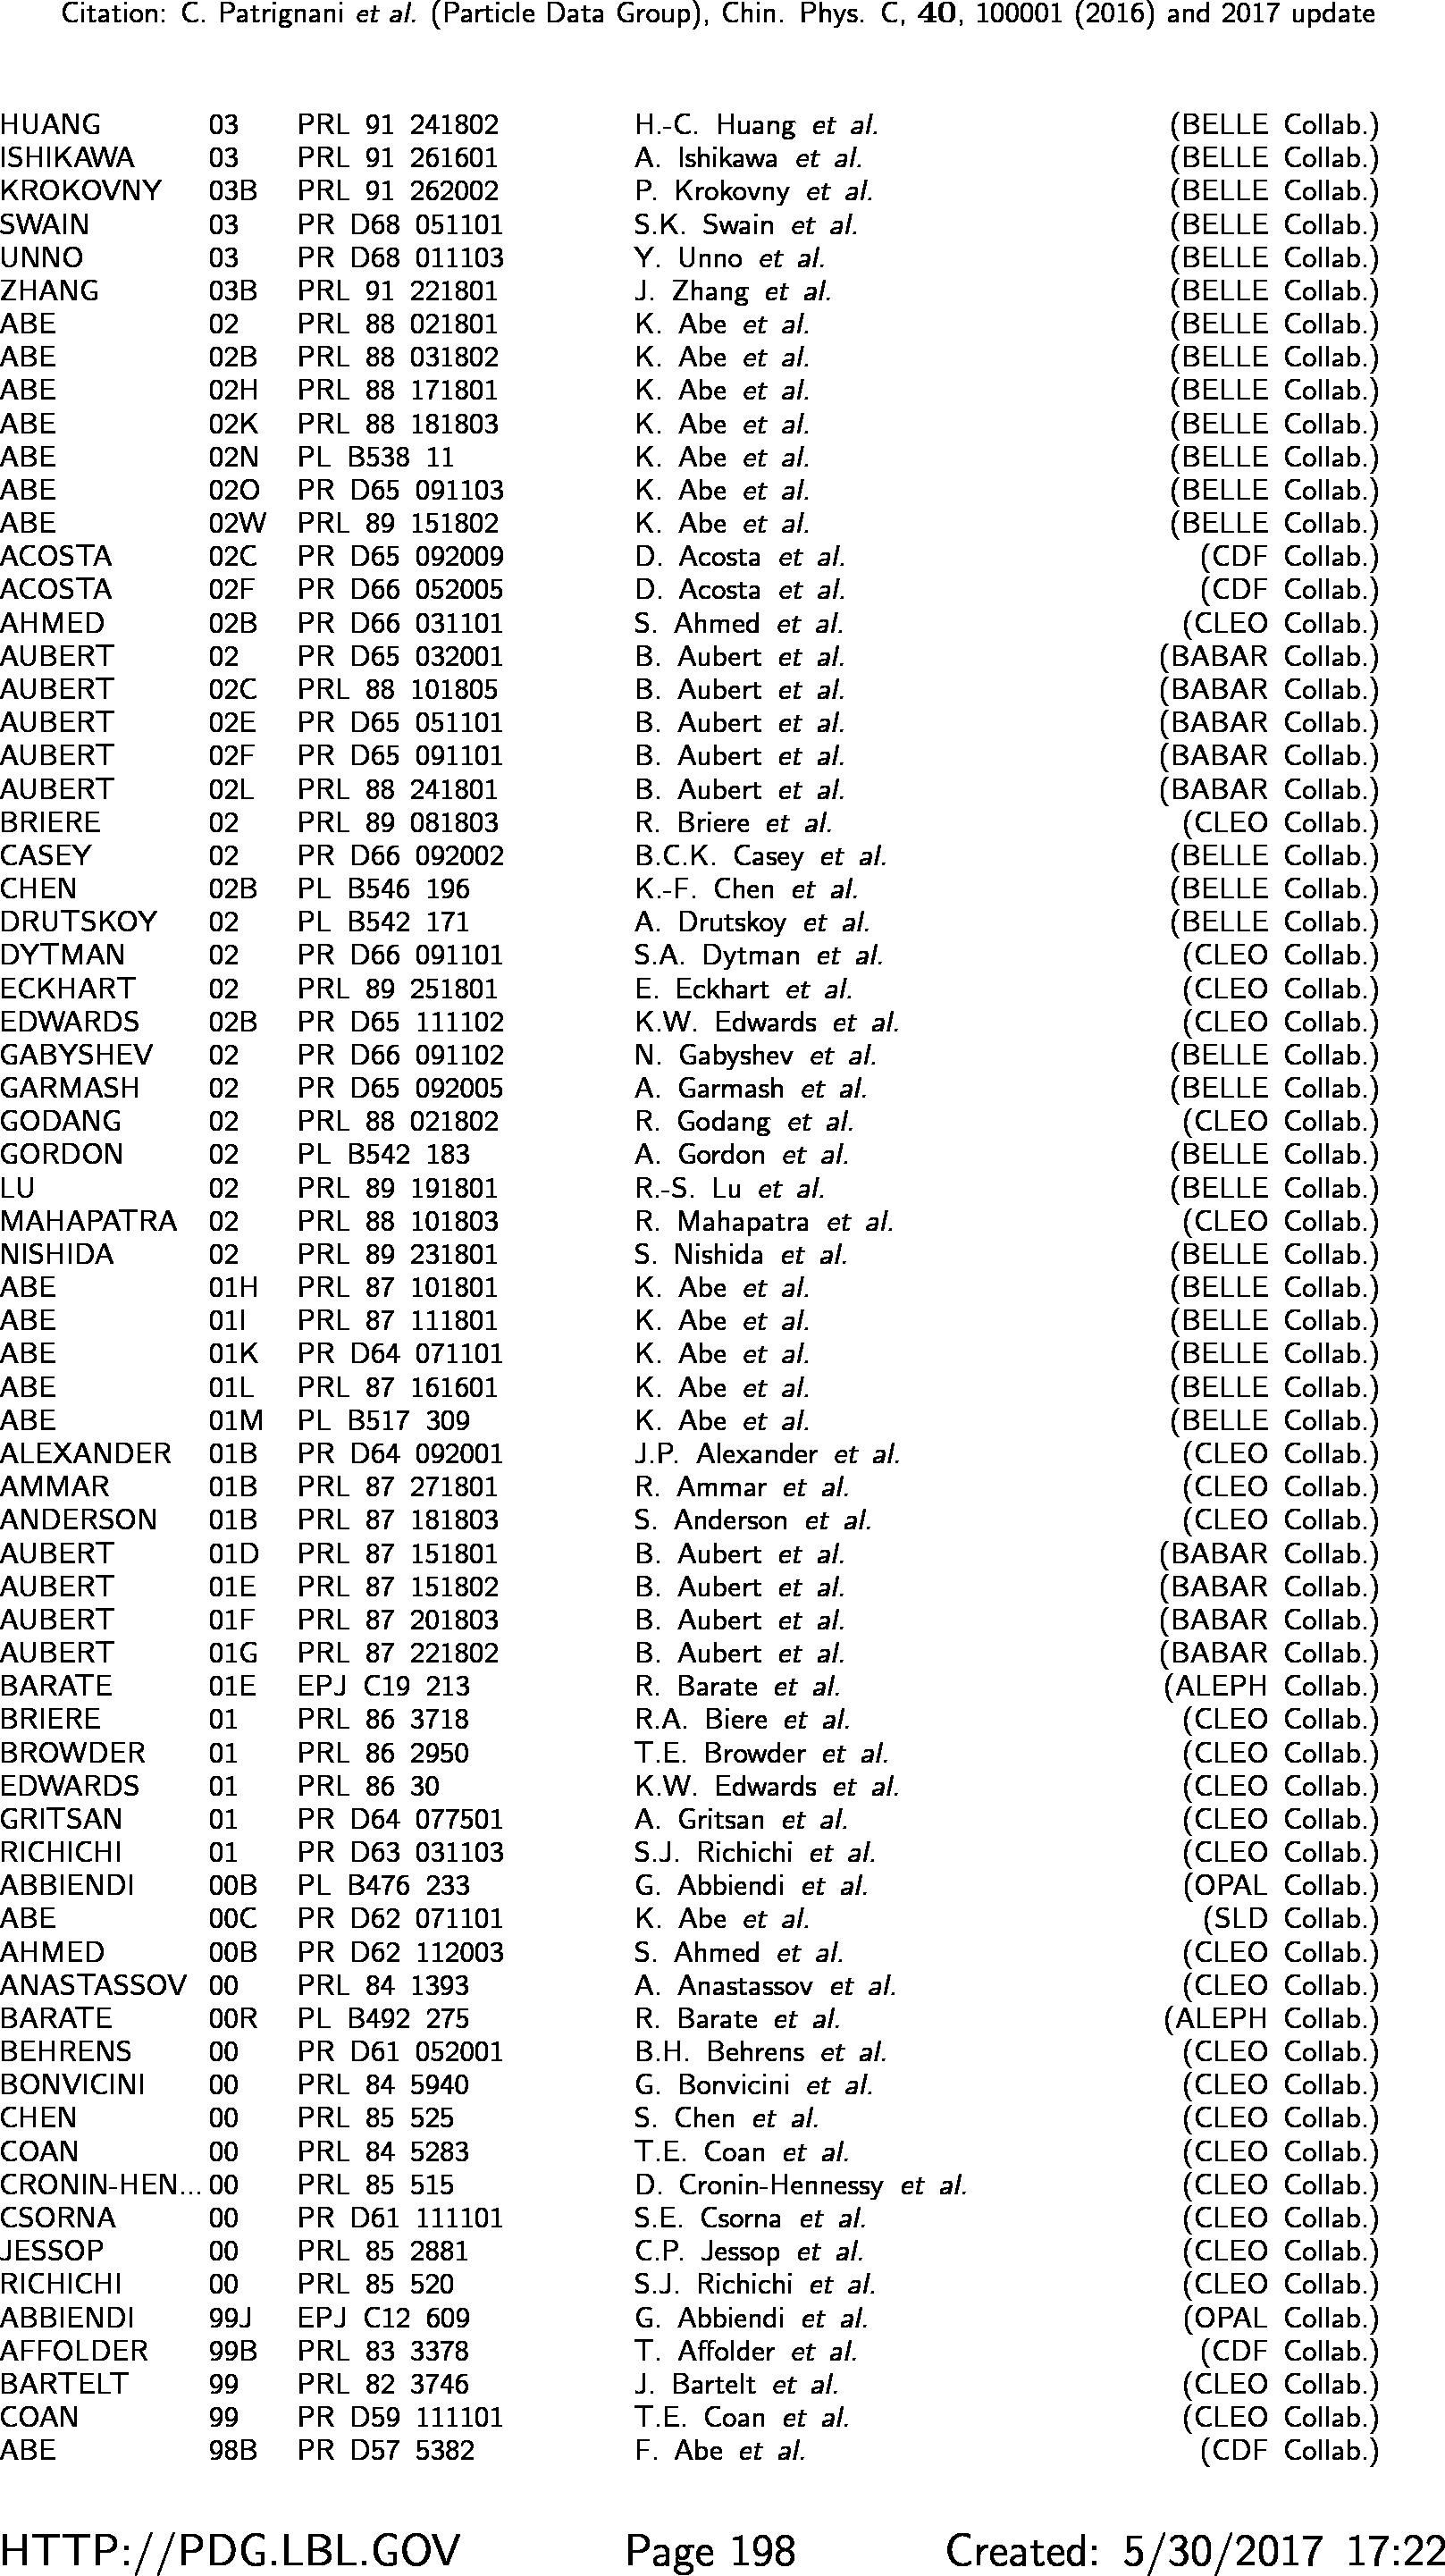 Citation: C. Patrignani et al. (Particle Data Group), Chin. Phys. C, 40, 100001 (2016) and 2017 update
HUANG 03 PRL 91 241802 H.-C. Huang et al. (BELLE Collab.)
ISHIKAWA 03 PRL 91 261601 A. Ishikawa et al. (BELLE Collab.)
KROKOVNY 03B PRL 91 262002 P. Krokovny et al. (BELLE Collab.)
SWAIN 03 PR D68 051101 S.K. Swain et al. (BELLE Collab.)
UNNO 03 PR D68 011103 Y. Unno et al. (BELLE Collab.)
ZHANG 03B PRL 91 221801 J. Zhang et al. (BELLE Collab.)
ABE 02 PRL 88 021801 K. Abe et al. (BELLE Collab.)
ABE 02B PRL 88 031802 K. Abe et al. (BELLE Collab.)
ABE 02H PRL 88 171801 K. Abe et al. (BELLE Collab.)
ABE 02K PRL 88 181803 K. Abe et al. (BELLE Collab.)
ABE 02N PL B538 11 K. Abe et al. (BELLE Collab.)
ABE 02O PR D65 091103 K. Abe et al. (BELLE Collab.)
ABE 02W PRL 89 151802 K. Abe et al. (BELLE Collab.)
ACOSTA 02C PR D65 092009 D. Acosta et al. (CDF Collab.)
ACOSTA 02F PR D66 052005 D. Acosta et al. (CDF Collab.)
AHMED 02B PR D66 031101 S. Ahmed et al. (CLEO Collab.)
AUBERT 02 PR D65 032001 B. Aubert et al. (BABAR Collab.)
AUBERT 02C PRL 88 101805 B. Aubert et al. (BABAR Collab.)
AUBERT 02E PR D65 051101 B. Aubert et al. (BABAR Collab.)
AUBERT 02F PR D65 091101 B. Aubert et al. (BABAR Collab.)
AUBERT 02L PRL 88 241801 B. Aubert et al. (BABAR Collab.)
BRIERE 02 PRL 89 081803 R. Briere et al. (CLEO Collab.)
CASEY 02 PR D66 092002 B.C.K. Casey et al. (BELLE Collab.)
CHEN 02B PL B546 196 K.-F. Chen et al. (BELLE Collab.)
DRUTSKOY 02 PL B542 171 A. Drutskoy et al. (BELLE Collab.)
DYTMAN 02 PR D66 091101 S.A. Dytman et al. (CLEO Collab.)
ECKHART 02 PRL 89 251801 E. Eckhart et al. (CLEO Collab.)
EDWARDS 02B PR D65 111102 K.W. Edwards et al. (CLEO Collab.)
GABYSHEV 02 PR D66 091102 N. Gabyshev et al. (BELLE Collab.)
GARMASH 02 PR D65 092005 A. Garmash et al. (BELLE Collab.)
GODANG 02 PRL 88 021802 R. Godang et al. (CLEO Collab.)
GORDON 02 PL B542 183 A. Gordon et al. (BELLE Collab.)
LU 02 PRL 89 191801 R.-S. Lu et al. (BELLE Collab.)
MAHAPATRA 02 PRL 88 101803 R. Mahapatra et al. (CLEO Collab.)
NISHIDA 02 PRL 89 231801 S. Nishida et al. (BELLE Collab.)
ABE 01H PRL 87 101801 K. Abe et al. (BELLE Collab.)
ABE 01I PRL 87 111801 K. Abe et al. (BELLE Collab.)
ABE 01K PR D64 071101 K. Abe et al. (BELLE Collab.)
ABE 01L PRL 87 161601 K. Abe et al. (BELLE Collab.)
ABE 01M PL B517 309 K. Abe et al. (BELLE Collab.)
ALEXANDER 01B PR D64 092001 J.P. Alexander et al. (CLEO Collab.)
AMMAR 01B PRL 87 271801 R. Ammar et al. (CLEO Collab.)
ANDERSON 01B PRL 87 181803 S. Anderson et al. (CLEO Collab.)
AUBERT 01D PRL 87 151801 B. Aubert et al. (BABAR Collab.)
AUBERT 01E PRL 87 151802 B. Aubert et al. (BABAR Collab.)
AUBERT 01F PRL 87 201803 B. Aubert et al. (BABAR Collab.)
AUBERT 01G PRL 87 221802 B. Aubert et al. (BABAR Collab.)
BARATE 01E EPJ C19 213 R. Barate et al. (ALEPH Collab.)
BRIERE 01 PRL 86 3718 R.A. Biere et al. (CLEO Collab.)
BROWDER 01 PRL 86 2950 T.E. Browder et al. (CLEO Collab.)
EDWARDS 01 PRL 86 30 K.W. Edwards et al. (CLEO Collab.)
GRITSAN 01 PR D64 077501 A. Gritsan et al. (CLEO Collab.)
RICHICHI 01 PR D63 031103 S.J. Richichi et al. (CLEO Collab.)
ABBIENDI 00B PL B476 233 G. Abbiendi et al. (OPAL Collab.)
ABE 00C PR D62 071101 K. Abe et al. (SLD Collab.)
AHMED 00B PR D62 112003 S. Ahmed et al. (CLEO Collab.)
ANASTASSOV 00 PRL 84 1393 A. Anastassov et al. (CLEO Collab.)
BARATE 00R PL B492 275 R. Barate et al. (ALEPH Collab.)
BEHRENS 00 PR D61 052001 B.H. Behrens et al. (CLEO Collab.)
BONVICINI 00 PRL 84 5940 G. Bonvicini et al. (CLEO Collab.)
CHEN 00 PRL 85 525 S. Chen et al. (CLEO Collab.)
COAN 00 PRL 84 5283 T.E. Coan et al. (CLEO Collab.)
CRONIN-HEN... 00 PRL 85 515 D. Cronin-Hennessy et al. (CLEO Collab.)
CSORNA 00 PR D61 111101 S.E. Csorna et al. (CLEO Collab.)
JESSOP 00 PRL 85 2881 C.P. Jessop et al. (CLEO Collab.)
RICHICHI 00 PRL 85 520 S.J. Richichi et al. (CLEO Collab.)
ABBIENDI 99J EPJ C12 609 G. Abbiendi et al. (OPAL Collab.)
AFFOLDER 99B PRL 83 3378 T. Affolder et al. (CDF Collab.)
BARTELT 99 PRL 82 3746 J. Bartelt et al. (CLEO Collab.)
COAN 99 PR D59 111101 T.E. Coan et al. (CLEO Collab.)
ABE 98B PR D57 5382 F. Abe et al. (CDF Collab.)
HTTP://PDG.LBL.GOV Page 198 Created: 5/30/2017 17:22